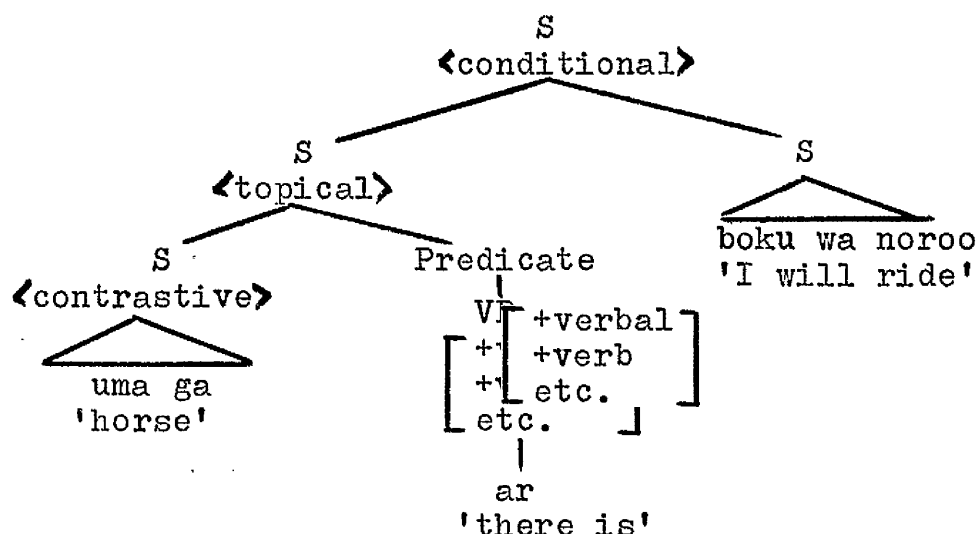 S
<conditional>
S
<topical>
S
boku wa noroo
'I will ride'
S
<contrastive>
Predicate
+verbal
+verb
etc.
etc.
uma ga
'horse'
ar
'there is'